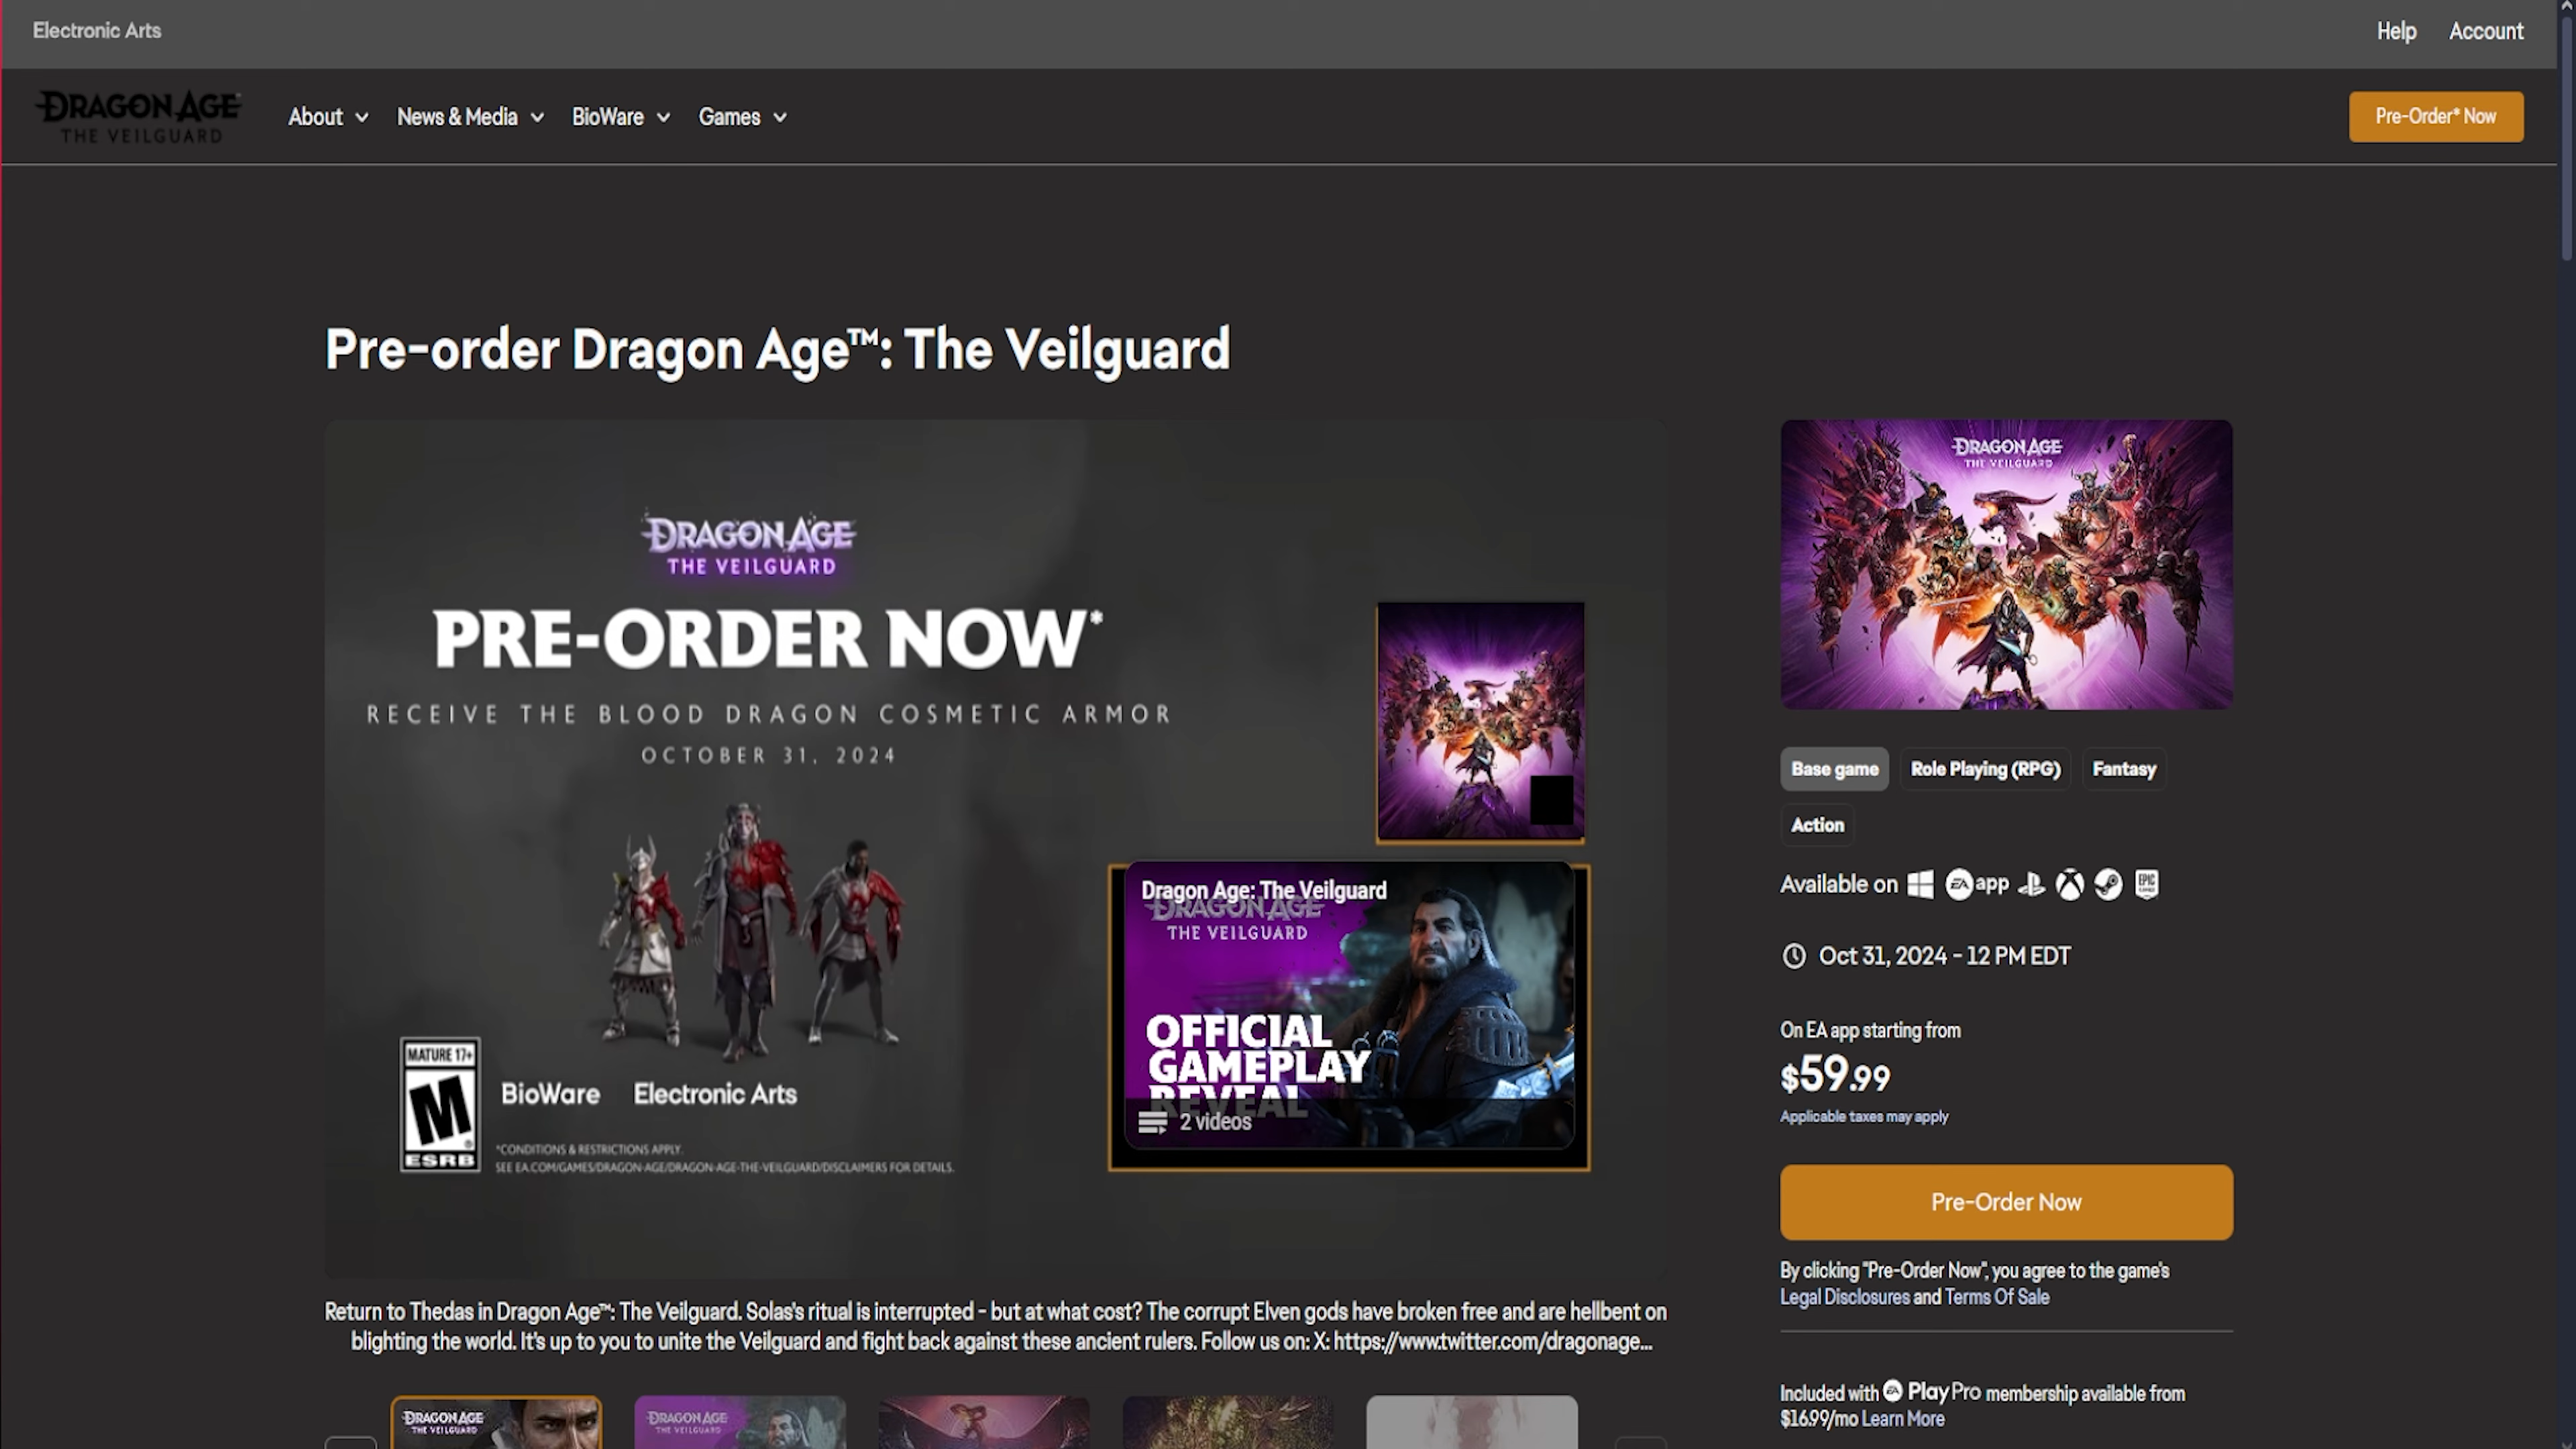 Electronic Arts
Help Account
DRAGON AGE
THE VEILGUARD
About News & Media BioWare Games
Pre-Order* Now
Pre-order Dragon Age™: The Veilguard
DRAGON AGE
THE VEILGUARD
PRE-ORDER NOW*
RECEIVE THE BLOOD DRAGON COSMETIC ARMOR
OCTOBER 31, 2024
MATURE 17+
M
ESRB
BioWare Electronic Arts
*CONDITIONS & RESTRICTIONS APPLY.
SEE EA.COM/GAMES/DRAGON-AGE/DRAGON-AGE-THE-VEILGUARD/DISCLAIMERS FOR DETAILS.
Dragon Age: The Veilguard
DRAGON AGE
THE VEILGUARD
OFFICIAL
GAMEPLAY
REVEAL
2 videos
Return to Thedas in Dragon Age™: The Veilguard. Solas's ritual is interrupted - but at what cost? The corrupt Elven gods have broken free and are hellbent on
blighting the world. It's up to you to unite the Veilguard and fight back against these ancient rulers. Follow us on: X: https://www.twitter.com/dragonage...
DRAGON AGE
THE VEILGUARD
DRAGON AGE
THE VEILGUARD
DRAGON AGE
THE VEILGUARD
Base game Role Playing (RPG) Fantasy
Action
Available on EA app EPIC GAMES
Oct 31, 2024 - 12 PM EDT
On EA app starting from
$59.99
Applicable taxes may apply
Pre-Order Now
By clicking "Pre-Order Now", you agree to the game's
Legal Disclosures and Terms Of Sale
Included with EA Play Pro membership available from
$16.99/mo Learn More